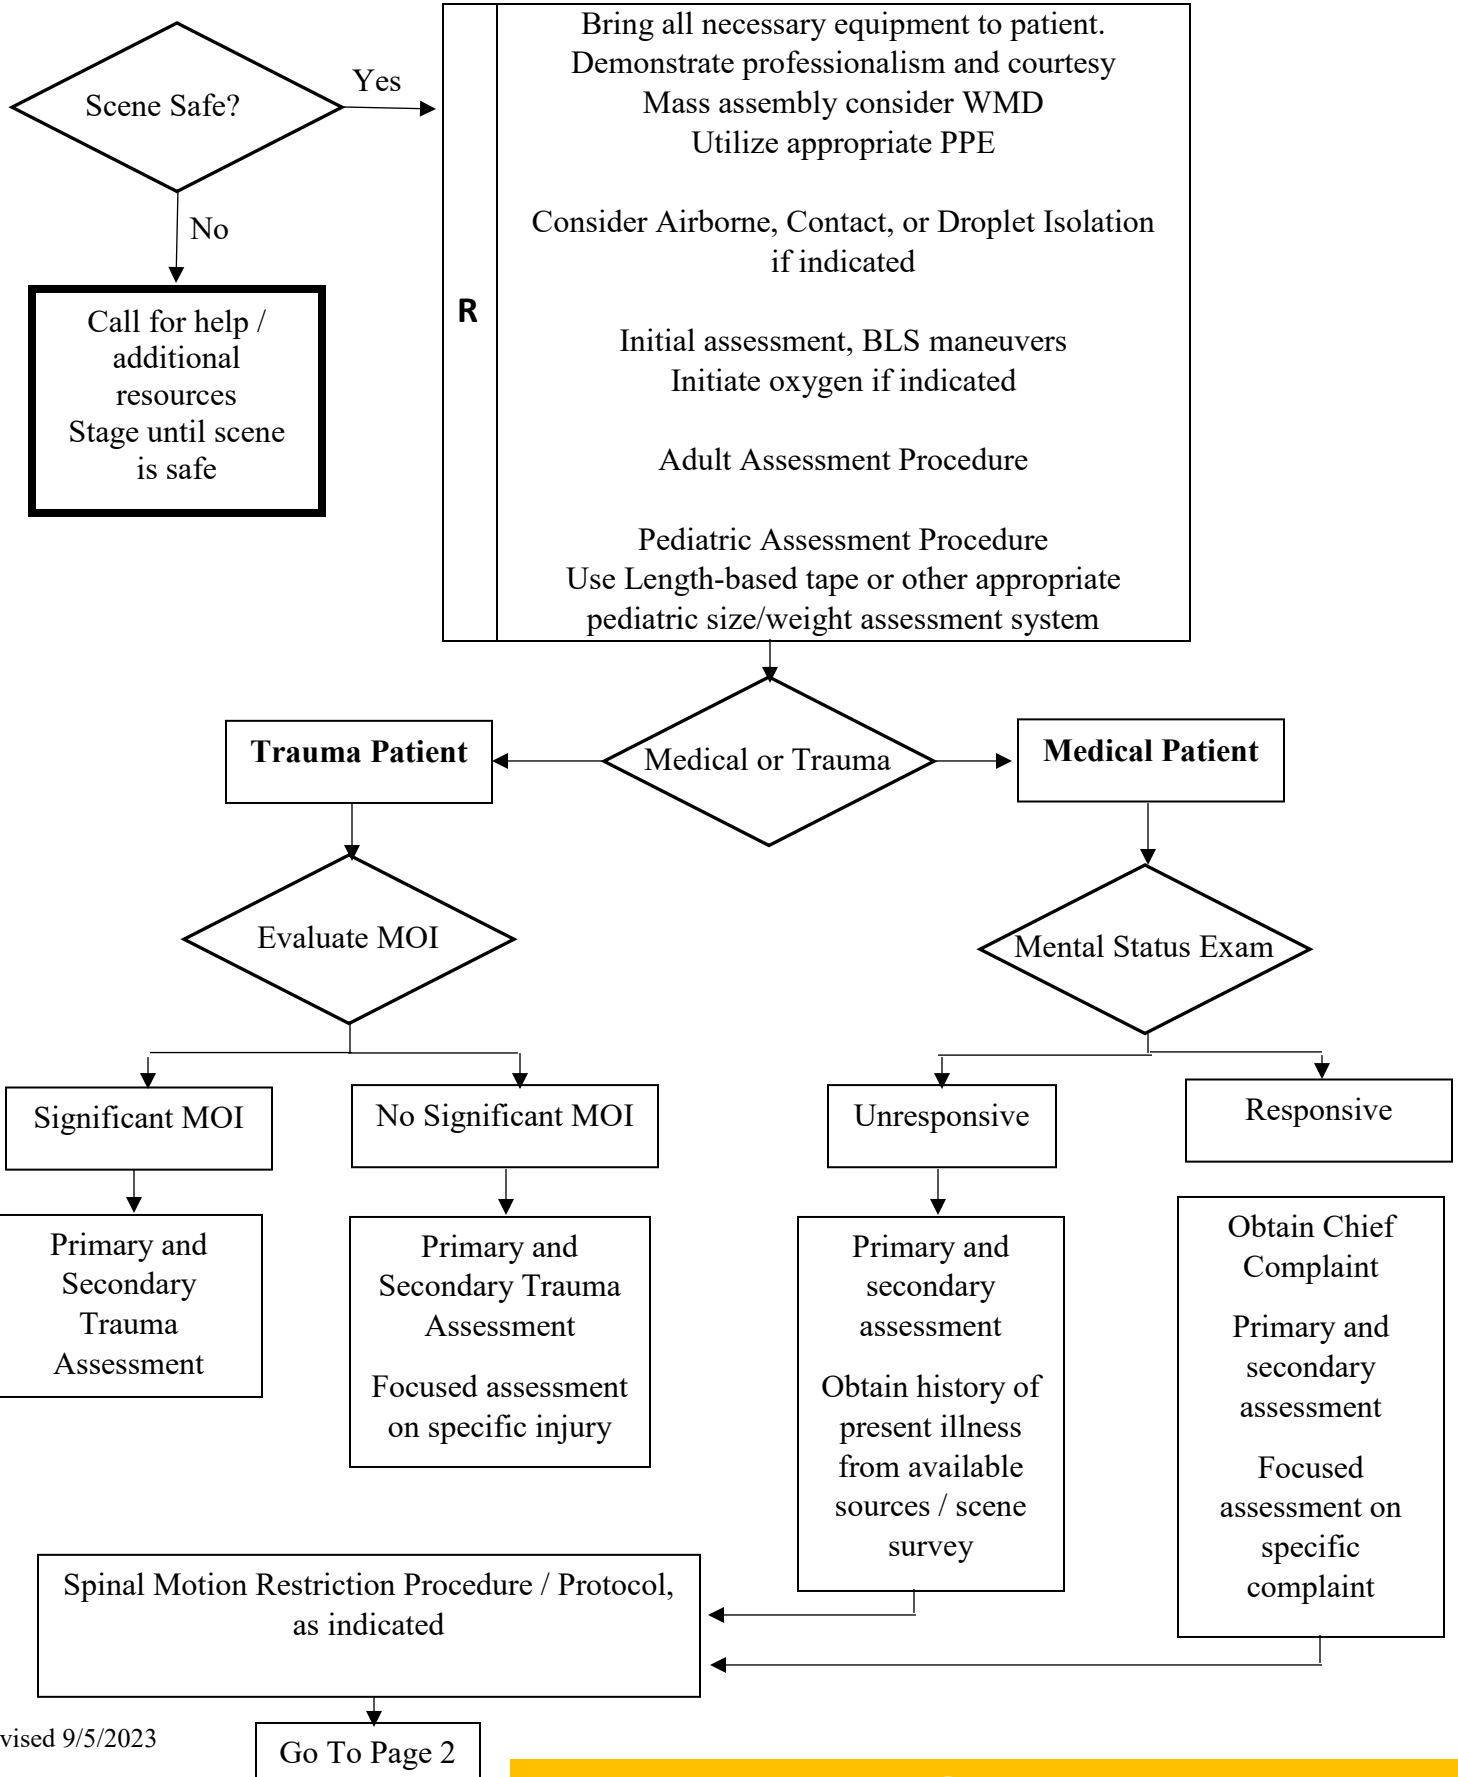 Scene Safe?
Yes
No
Call for help /
additional
resources
Stage until scene
is safe
R
Bring all necessary equipment to patient.
Demonstrate professionalism and courtesy
Mass assembly consider WMD
Utilize appropriate PPE
Consider Airborne, Contact, or Droplet Isolation
if indicated
Initial assessment, BLS maneuvers
Initiate oxygen if indicated
Adult Assessment Procedure
Pediatric Assessment Procedure
Use Length-based tape or other appropriate
pediatric size/weight assessment system
Trauma Patient
Medical or Trauma
Medical Patient
Evaluate MOI
Mental Status Exam
Significant MOI
No Significant MOI
Unresponsive
Responsive
Primary and
Secondary
Trauma
Assessment
Primary and
Secondary Trauma
Assessment
Focused assessment
on specific injury
Primary and
secondary
assessment
Obtain history of
present illness
from available
sources / scene
survey
Obtain Chief
Complaint
Primary and
secondary
assessment
Focused
assessment on
specific
complaint
Spinal Motion Restriction Procedure / Protocol,
as indicated
vised 9/5/2023
Go To Page 2